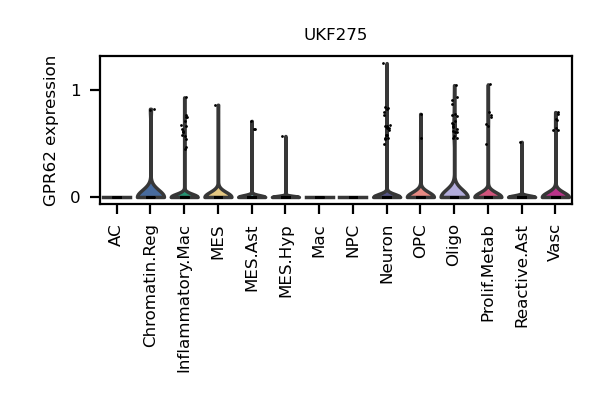 UKF275
GPR62 expression
1
0
AC
Chromatin.Reg
Inflammatory.Mac
MES
MES.Ast
MES.Hyp
Mac
NPC
Neuron
OPC
Oligo
Prolif.Metab
Reactive.Ast
Vasc